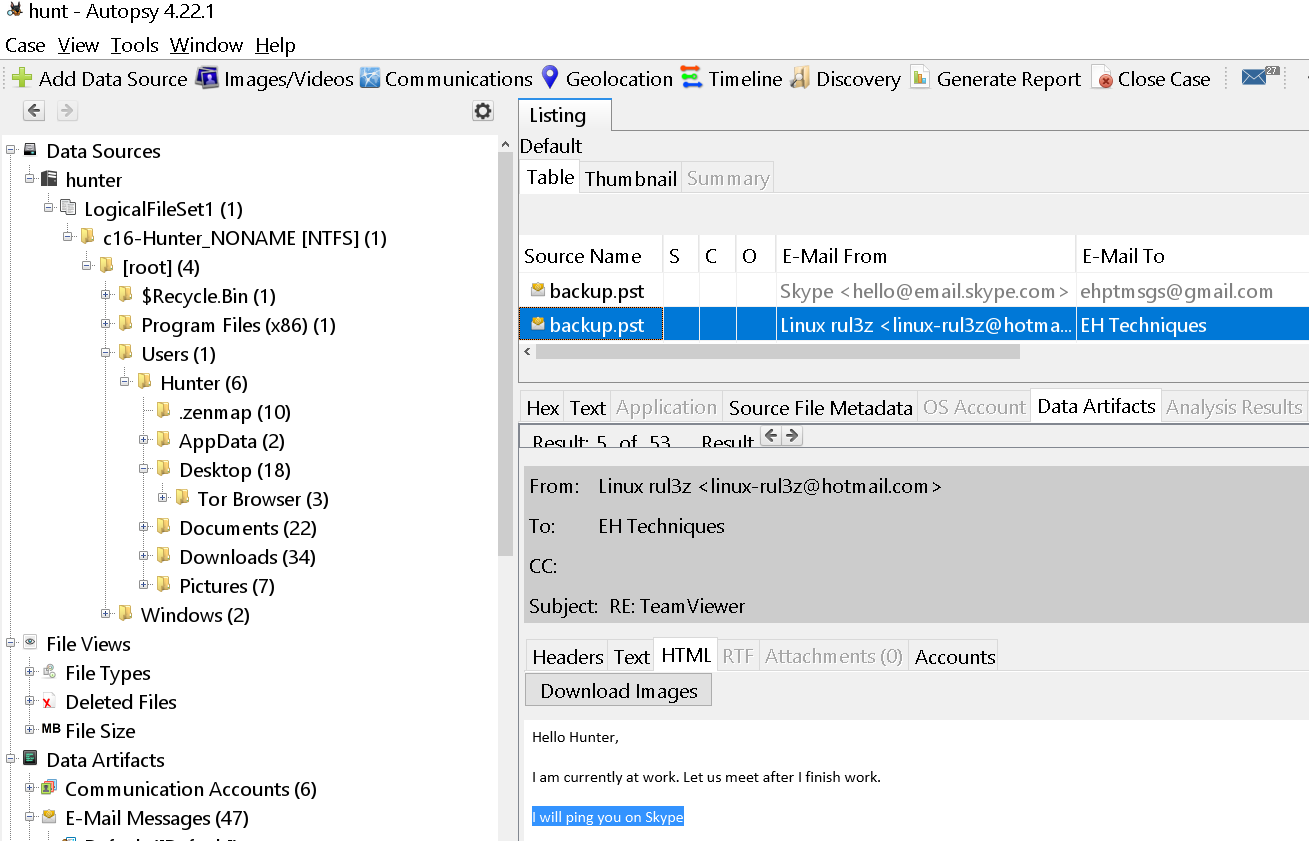 hunt - Autopsy 4.22.1
Case View Tools Window Help
Add Data Source Images/Videos Communications Geolocation Timeline Discovery Generate Report Close Case 27
Listing
Data Sources
hunter
LogicalFileSet1 (1)
c16-Hunter_NONAME [NTFS] (1)
[root] (4)
$Recycle.Bin (1)
Program Files (x86) (1)
Users (1)
Hunter (6)
.zenmap (10)
AppData (2)
Desktop (18)
Tor Browser (3)
Documents (22)
Downloads (34)
Pictures (7)
Windows (2)
File Views
File Types
Deleted Files
MB File Size
Data Artifacts
Communication Accounts (6)
E-Mail Messages (47)
Default
Table Thumbnail Summary
Source Name S C O E-Mail From E-Mail To
backup.pst Skype <hello@email.skype.com> ehptmsgs@gmail.com
backup.pst Linux rul3z <linux-rul3z@hotma... EH Techniques
Hex Text Application Source File Metadata OS Account Data Artifacts Analysis Results
Result: 5 of 53 Result
From: Linux rul3z <linux-rul3z@hotmail.com>
To: EH Techniques
CC:
Subject: RE: TeamViewer
Headers Text HTML RTF Attachments (0) Accounts
Download Images
Hello Hunter,
I am currently at work. Let us meet after I finish work.
I will ping you on Skype